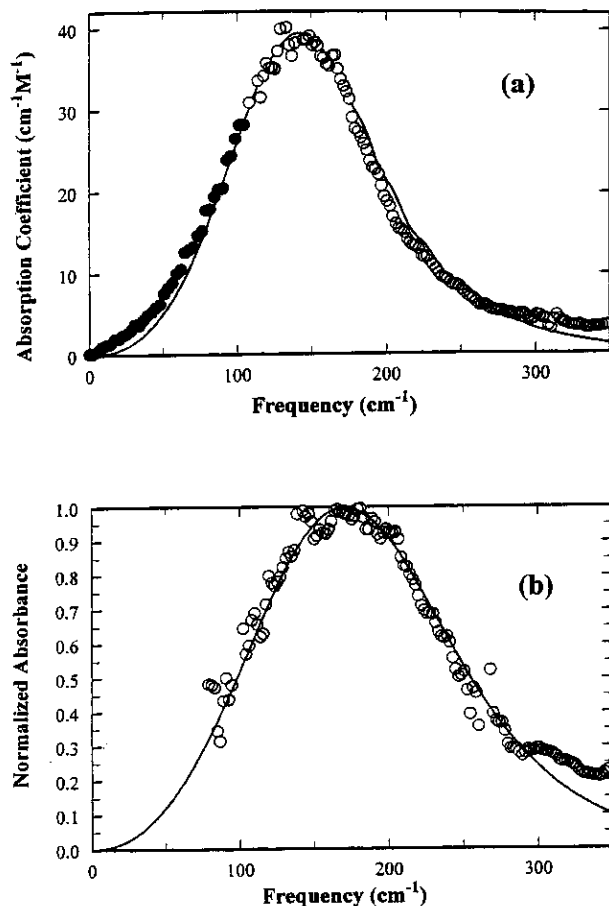 40
30
20
10
0
Absorption Coefficient (cm⁻¹M⁻¹)
(a)
0 100 200 300
Frequency (cm⁻¹)
1.0
0.9
0.8
0.7
0.6
0.5
0.4
0.3
0.2
0.1
0.0
Normalized Absorbance
(b)
0 100 200 300
Frequency (cm⁻¹)